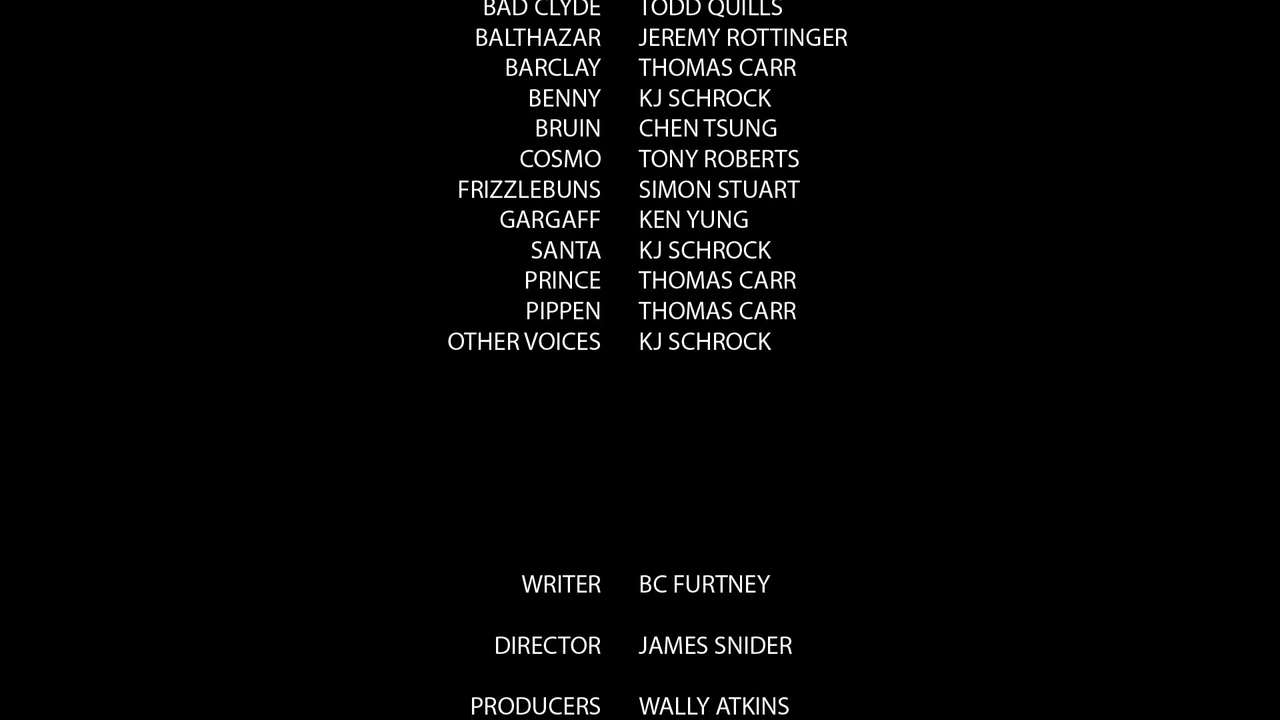 BAD CLYDE TODD QUILLS
BALTHAZAR JEREMY ROTTINGER
BARCLAY THOMAS CARR
BENNY KJ SCHROCK
BRUIN CHEN TSUNG
COSMO TONY ROBERTS
FRIZZLEBUNS SIMON STUART
GARGAFF KEN YUNG
SANTA KJ SCHROCK
PRINCE THOMAS CARR
PIPPEN THOMAS CARR
OTHER VOICES KJ SCHROCK
WRITER BC FURTNEY
DIRECTOR JAMES SNIDER
PRODUCERS WALLY ATKINS